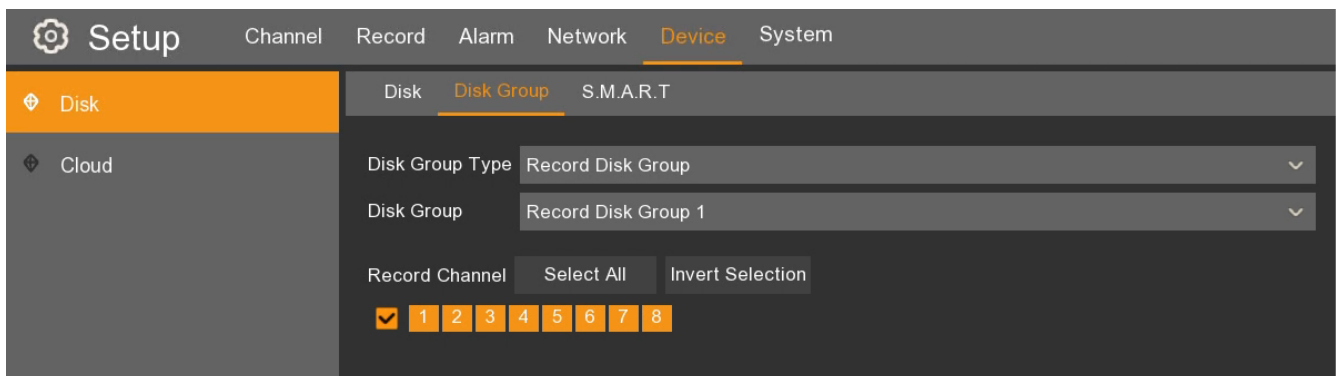 Setup Channel Record Alarm Network Device System
Disk
Cloud
Disk Disk Group S.M.A.R.T
Disk Group Type Record Disk Group
Disk Group Record Disk Group 1
Record Channel Select All Invert Selection
1 2 3 4 5 6 7 8